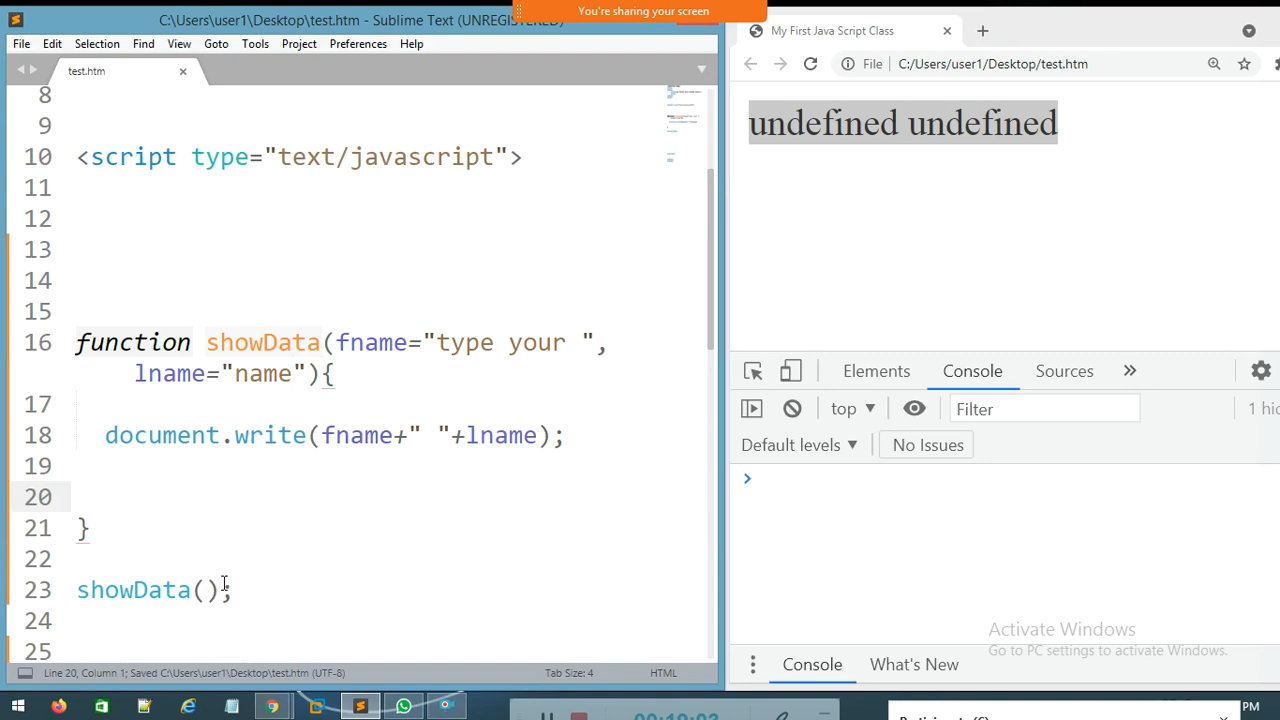 You're sharing your screen
C:\Users\user1\Desktop\test.htm - Sublime Text (UNREGISTERED)
File Edit Selection Find View Goto Tools Project Preferences Help
test.htm
8
9
10 <script type="text/javascript">
11
12
13
14
15
16 function showData(fname="type your ",
lname="name"){
17
18 document.write(fname+" "+lname);
19
20
21 }
22
23 showData();
24
25
Line 20, Column 1; Saved C:\Users\user1\Desktop\test.htm (UTF-8) Tab Size: 4 HTML
My First Java Script Class
File C:/Users/user1/Desktop/test.htm
undefined undefined
Elements Console Sources
top Filter 1 hid
Default levels No Issues
Activate Windows
Go to PC settings to activate Windows.
Console What's New
PM